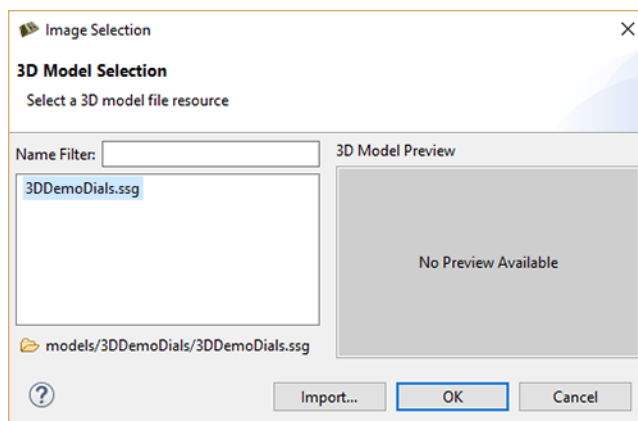 Image Selection
3D Model Selection
Select a 3D model file resource
Name Filter:
3D Model Preview
3DDemoDials.ssg
No Preview Available
models/3DDemoDials/3DDemoDials.ssg
?
Import...
OK
Cancel